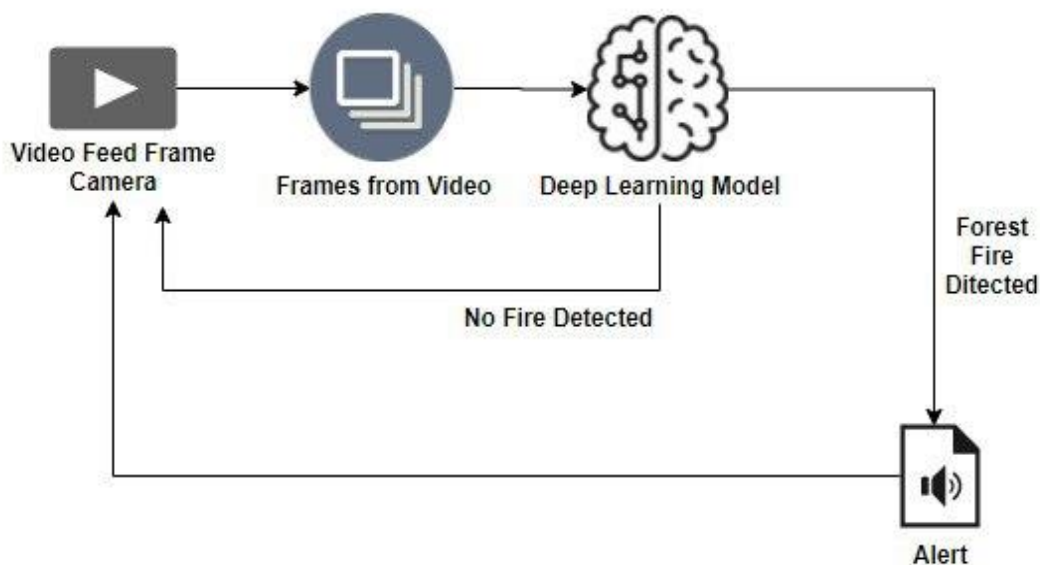 Video Feed Frame
Camera
Frames from Video
Deep Learning Model
Forest
Fire
Ditected
No Fire Detected
Alert